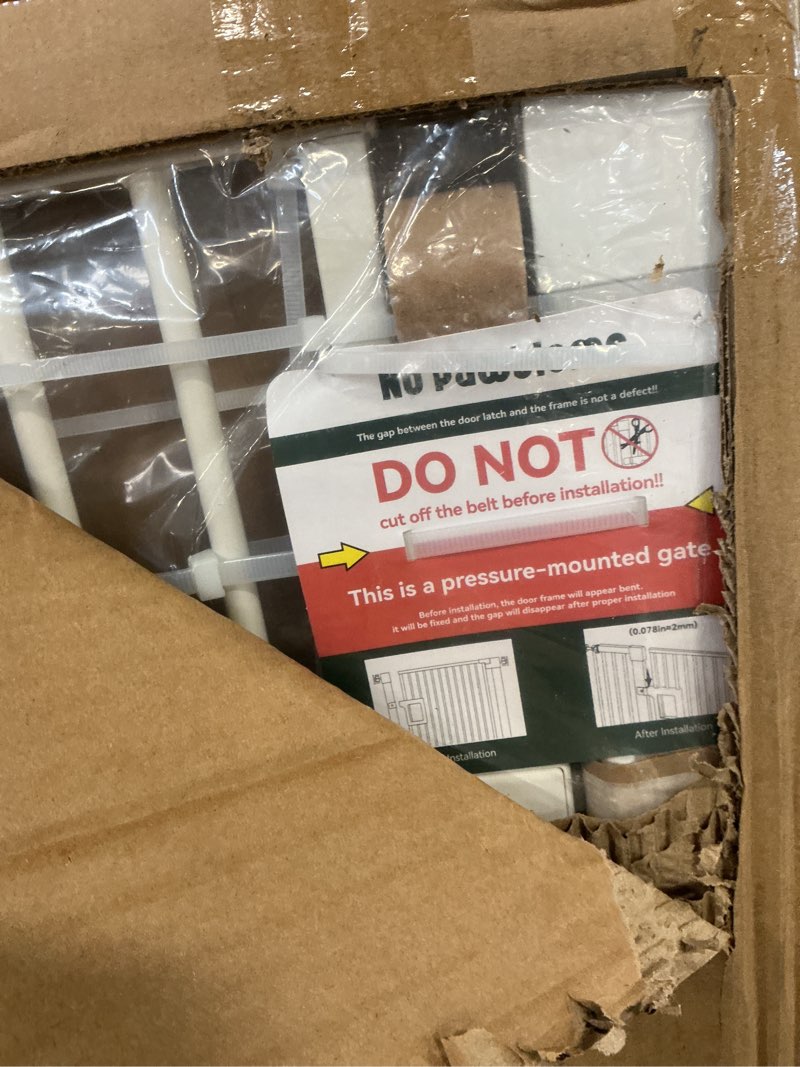 No pawblems
The gap between the door latch and the frame is not a defect!!
DO NOT
cut off the belt before installation!!
This is a pressure-mounted gate
Before installation, the door frame will appear bent.
it will be fixed and the gap will disappear after proper installation
(0.078in≈2mm)
Installation
After Installation